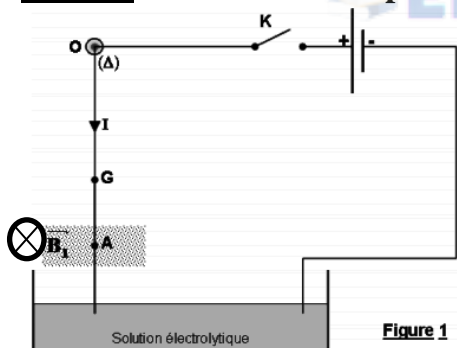 K
O
+
-
(Δ)
I
G
B₁
A
Solution électrolytique
Figure 1